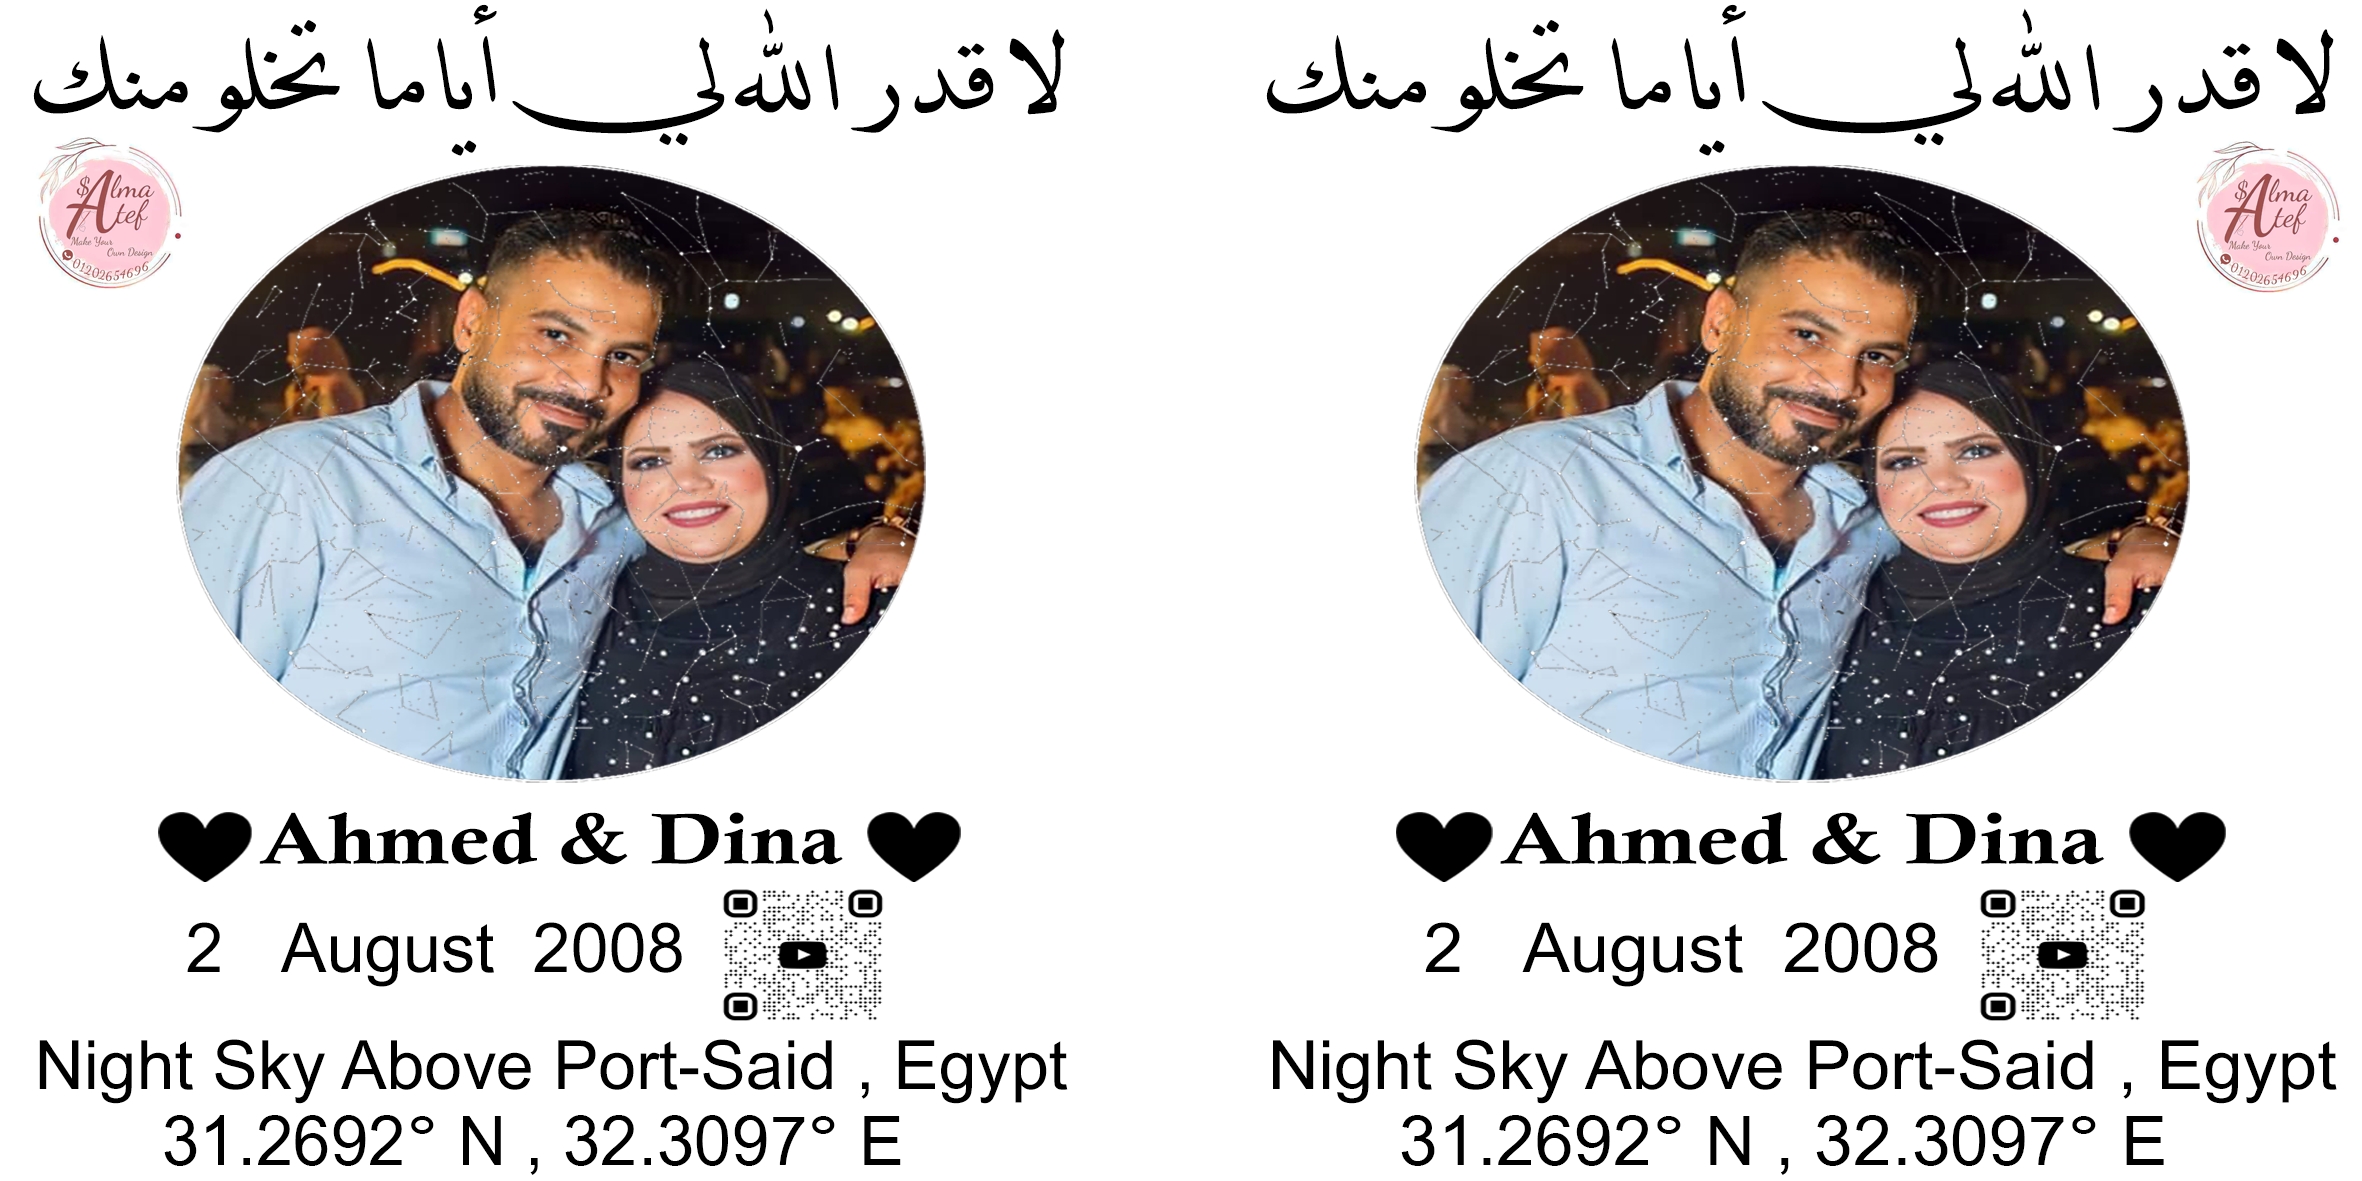 لا قدر الله لي أياما تخلو منك
$Alma
Atef
Make Your
Own Design
01202654696
Ahmed & Dina
2 August 2008
Night Sky Above Port-Said , Egypt
31.2692° N , 32.3097° E
لا قدر الله لي أياما تخلو منك
$Alma
Atef
Make Your
Own Design
01202654696
Ahmed & Dina
2 August 2008
Night Sky Above Port-Said , Egypt
31.2692° N , 32.3097° E